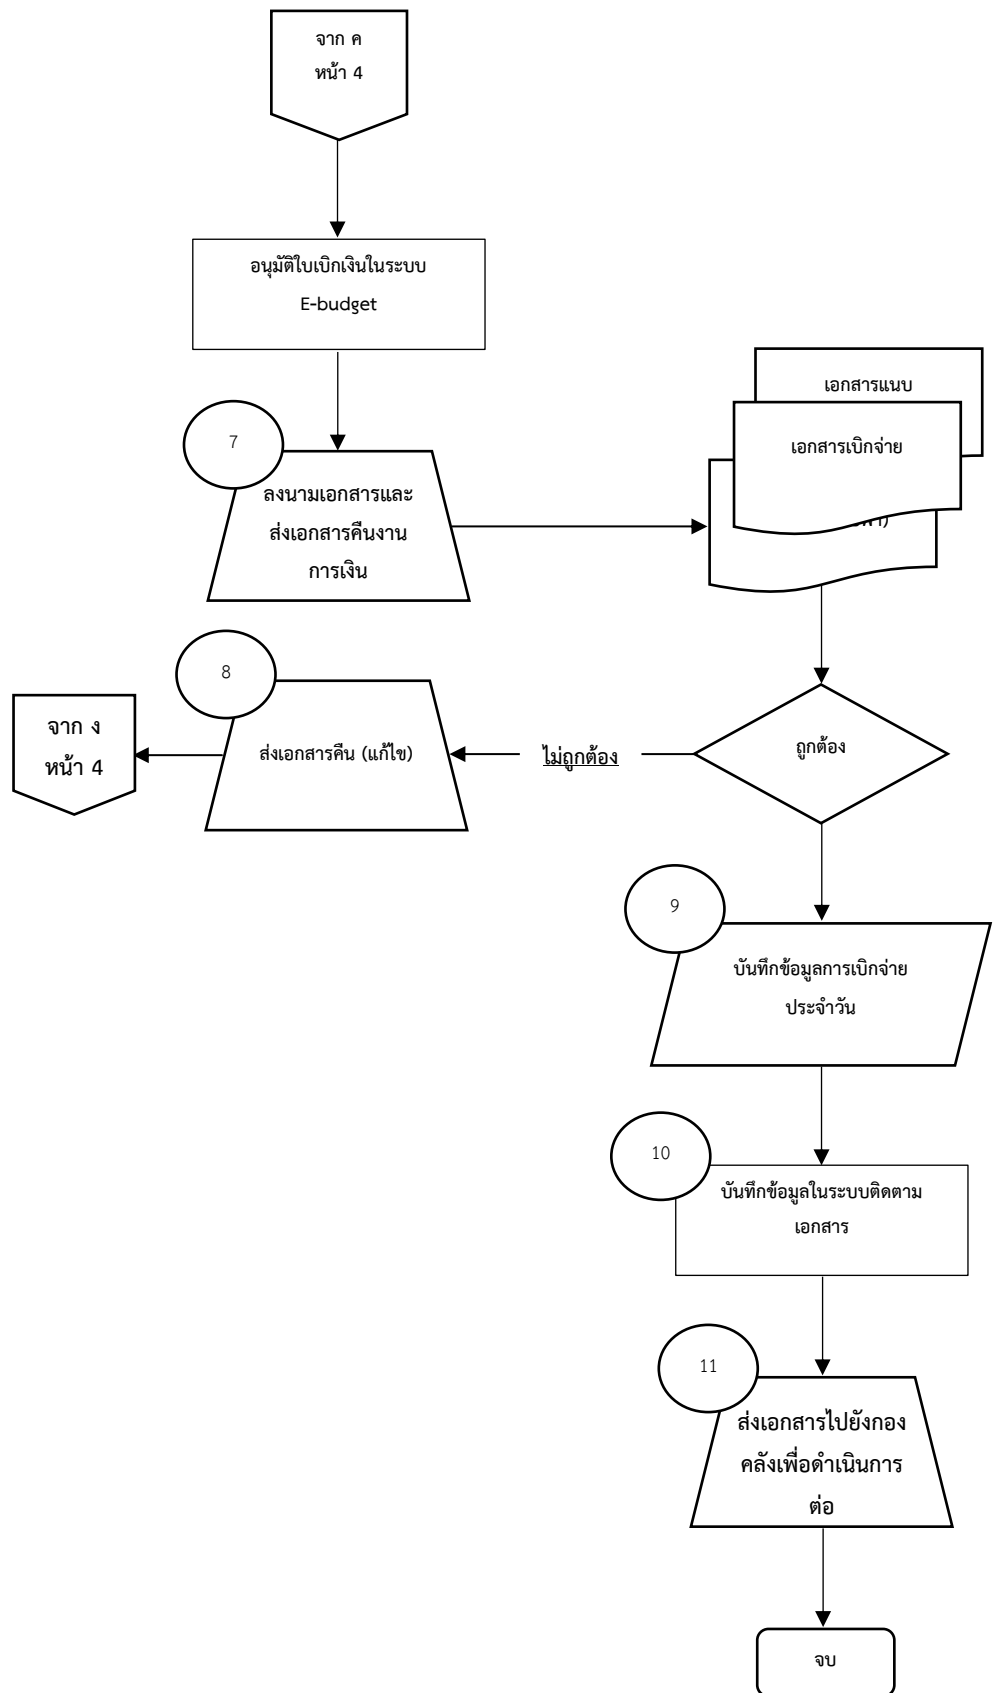 จาก ค
หน้า 4
อนุมัติใบเบิกเงินในระบบ
E-budget
เอกสารแนบ
เอกสารเบิกจ่าย
7
ลงนามเอกสารและ
ส่งเอกสารคืนงาน
การเงิน
8
จาก ง
หน้า 4
ส่งเอกสารคืน (แก้ไข)
ไม่ถูกต้อง
ถูกต้อง
9
บันทึกข้อมูลการเบิกจ่าย
ประจำวัน
10
บันทึกข้อมูลในระบบติดตาม
เอกสาร
11
ส่งเอกสารไปยังกอง
คลังเพื่อดำเนินการ
ต่อ
จบ